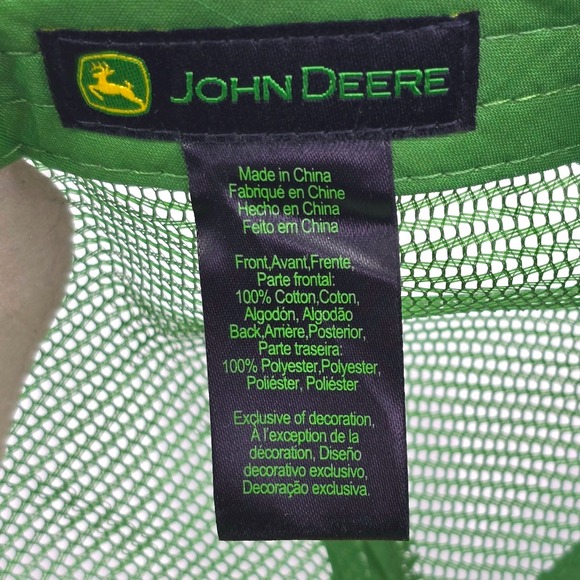 JOHN DEERE
Made in China
Fabriqué en Chine
Hecho en China
Feito em China
Front,Avant,Frente,
Parte frontal:
100% Cotton,Coton,
Algodón, Algodão
Back,Arrière,Posterior,
Parte traseira:
100% Polyester,Polyester,
Poliéster, Poliéster
Exclusive of decoration,
À l'exception de la
décoration, Diseño
decorativo exclusivo,
Decoração exclusiva.